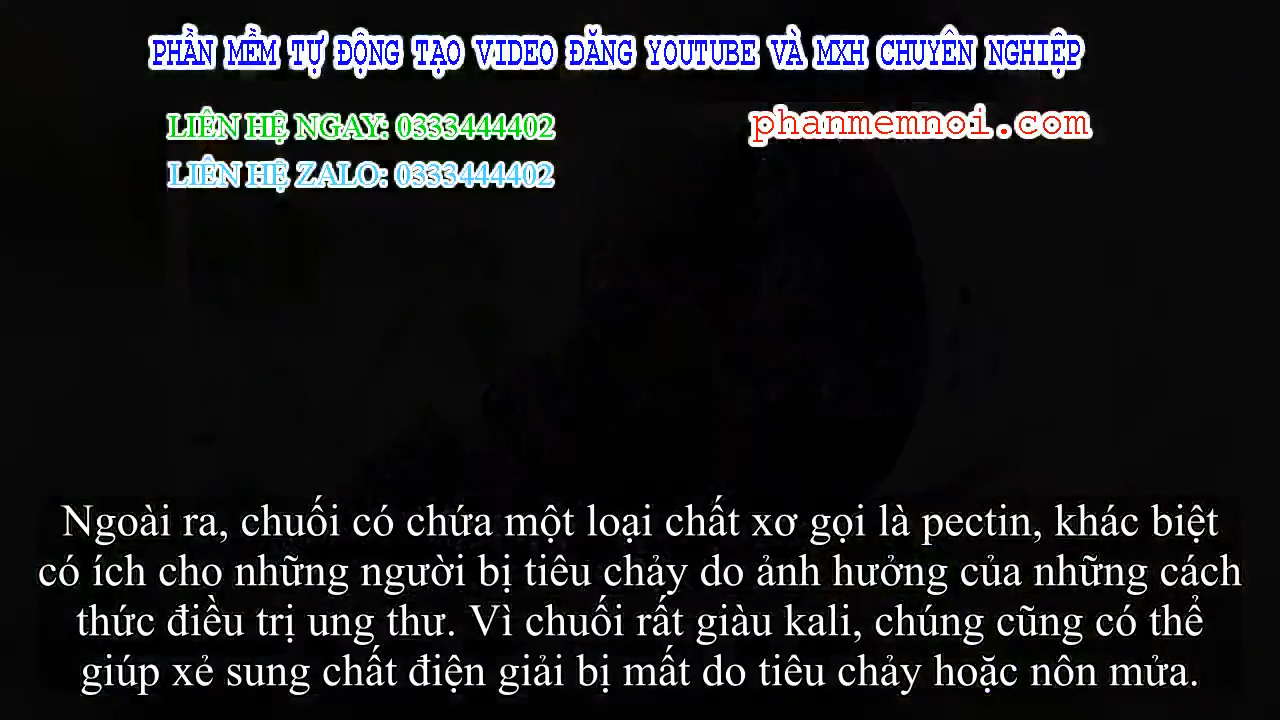 PHẦN MỀM TỰ ĐỘNG TẠO VIDEO ĐĂNG YOUTUBE VÀ MXH CHUYÊN NGHIỆP
LIÊN HỆ NGAY: 0333444402
phanmemnoi.com
LIÊN HỆ ZALO: 0333444402
Ngoài ra, chuối có chứa một loại chất xơ gọi là pectin, khác biệt
có ích cho những người bị tiêu chảy do ảnh hưởng của những cách
thức điều trị ung thư. Vì chuối rất giàu kali, chúng cũng có thể
giúp xẻ sung chất điện giải bị mất do tiêu chảy hoặc nôn mửa.